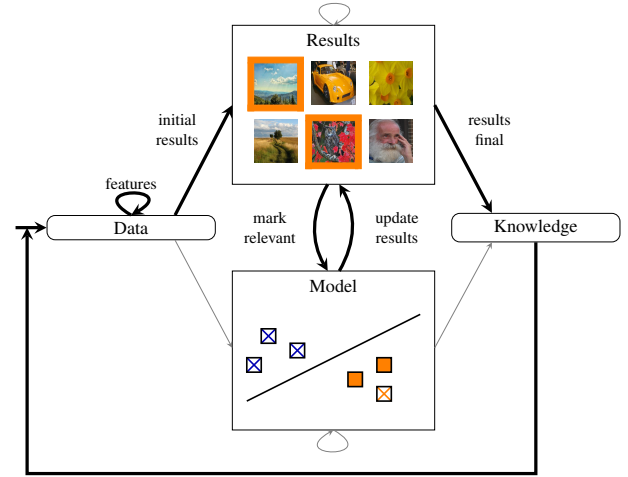 Results
initial
results
results
final
features
Data
mark
relevant
update
results
Knowledge
Model